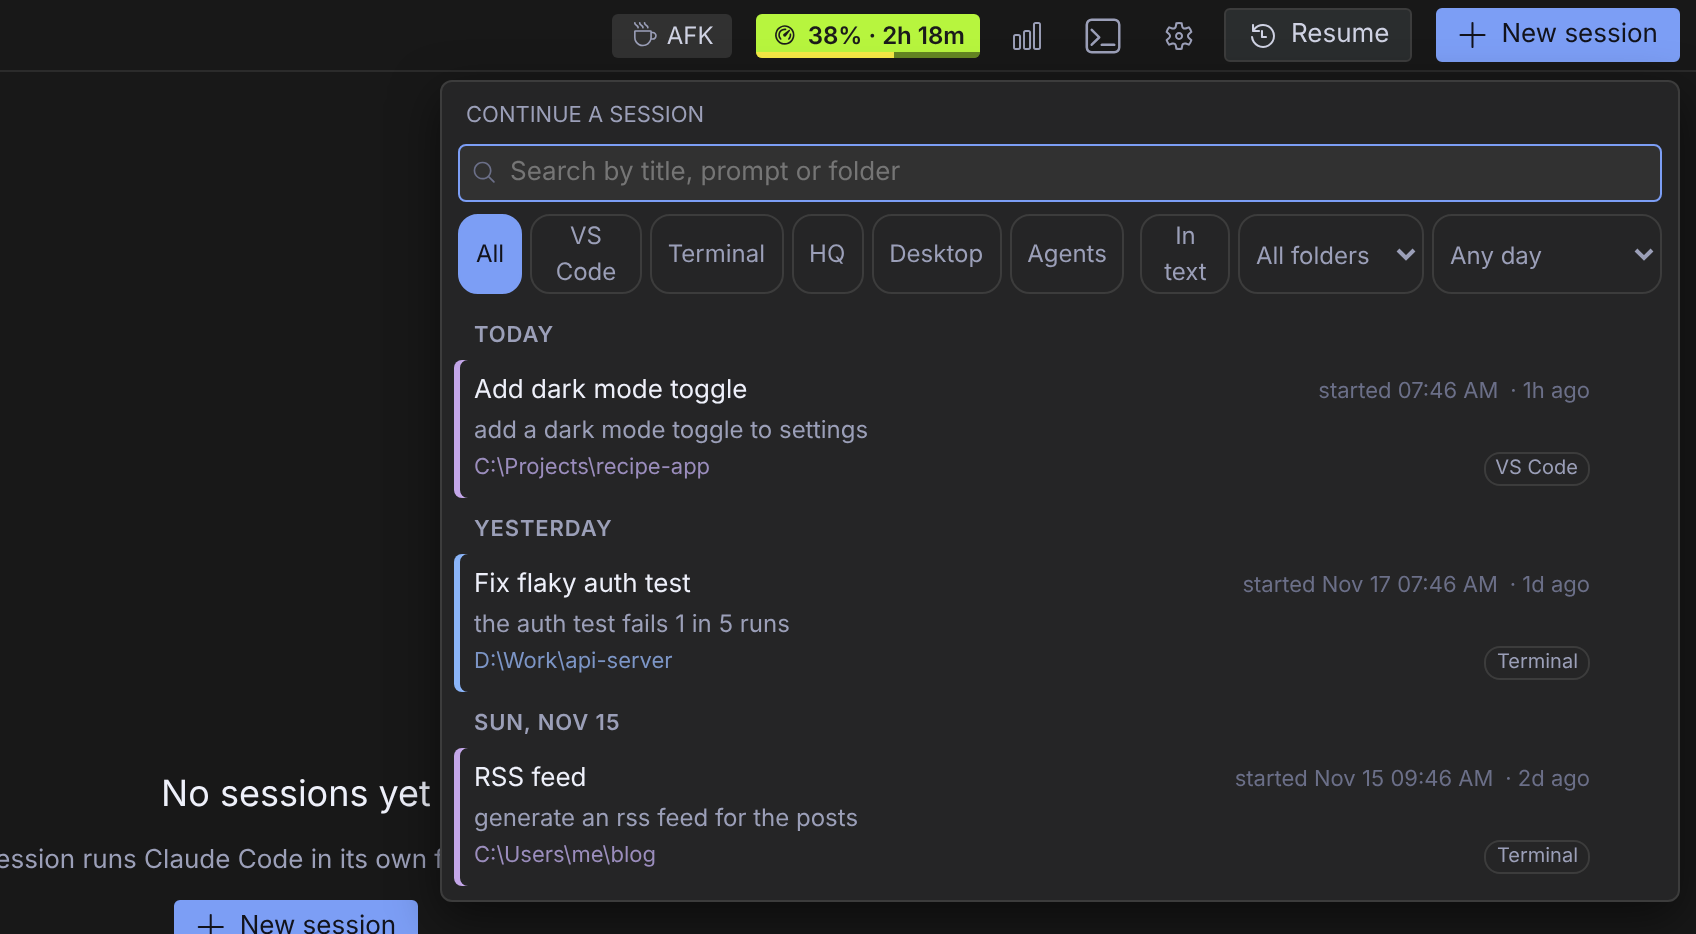 AFK
38% · 2h 18m
Resume
New session
CONTINUE A SESSION
Search by title, prompt or folder
All
VS
Code
Terminal
HQ
Desktop
Agents
In
text
All folders
Any day
TODAY
Add dark mode toggle
started 07:46 AM · 1h ago
add a dark mode toggle to settings
C:\Projects\recipe-app
VS Code
YESTERDAY
Fix flaky auth test
started Nov 17 07:46 AM · 1d ago
the auth test fails 1 in 5 runs
D:\Work\api-server
Terminal
SUN, NOV 15
RSS feed
started Nov 15 09:46 AM · 2d ago
generate an rss feed for the posts
C:\Users\me\blog
Terminal
No sessions yet
ession runs Claude Code in its own f
New session